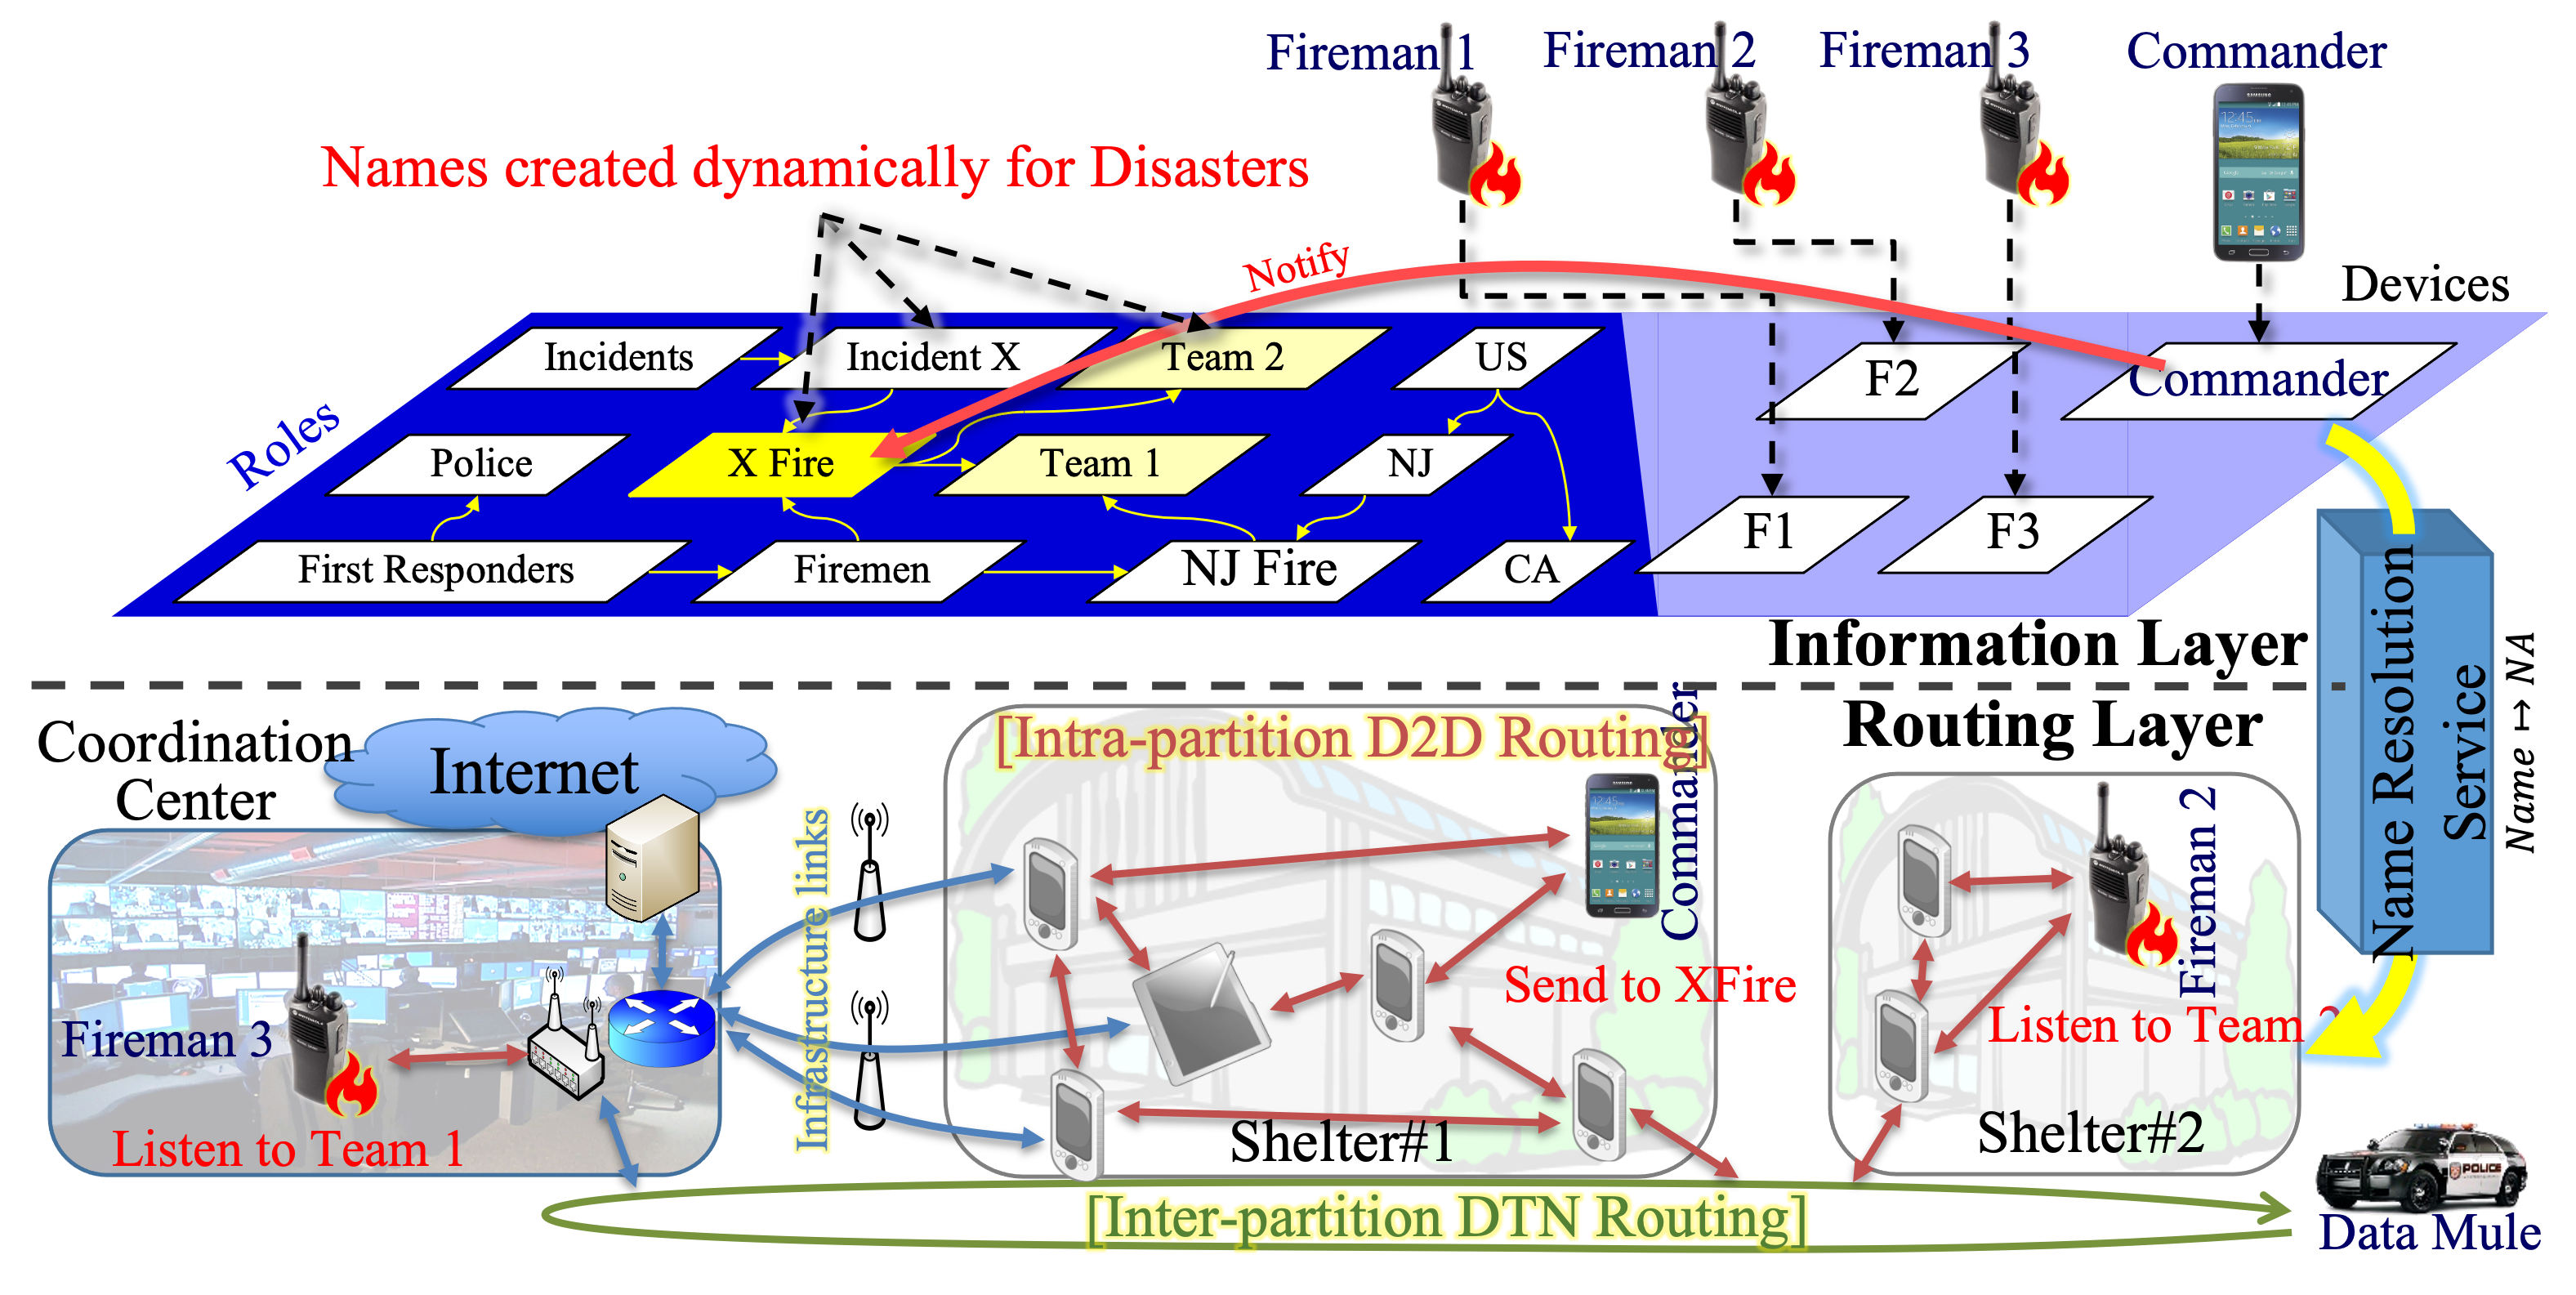 Fireman 1
Fireman 2
Fireman 3
Commander
Names created dynamically for Disasters
Notify
Devices
Roles
Incidents
Incident X
Team 2
US
F2
Commander
Police
X Fire
Team 1
NJ
F1
F3
First Responders
Firemen
NJ Fire
CA
Information Layer
Name Resolution
Service
Name ↦ NA
Routing Layer
Coordination
Center
Internet
[Intra-partition D2D Routing]
Commander
Infrastructure links
Fireman 2
Send to XFire
Listen to Team 2
Fireman 3
Listen to Team 1
Shelter#1
Shelter#2
POLICE
[Inter-partition DTN Routing]
Data Mule